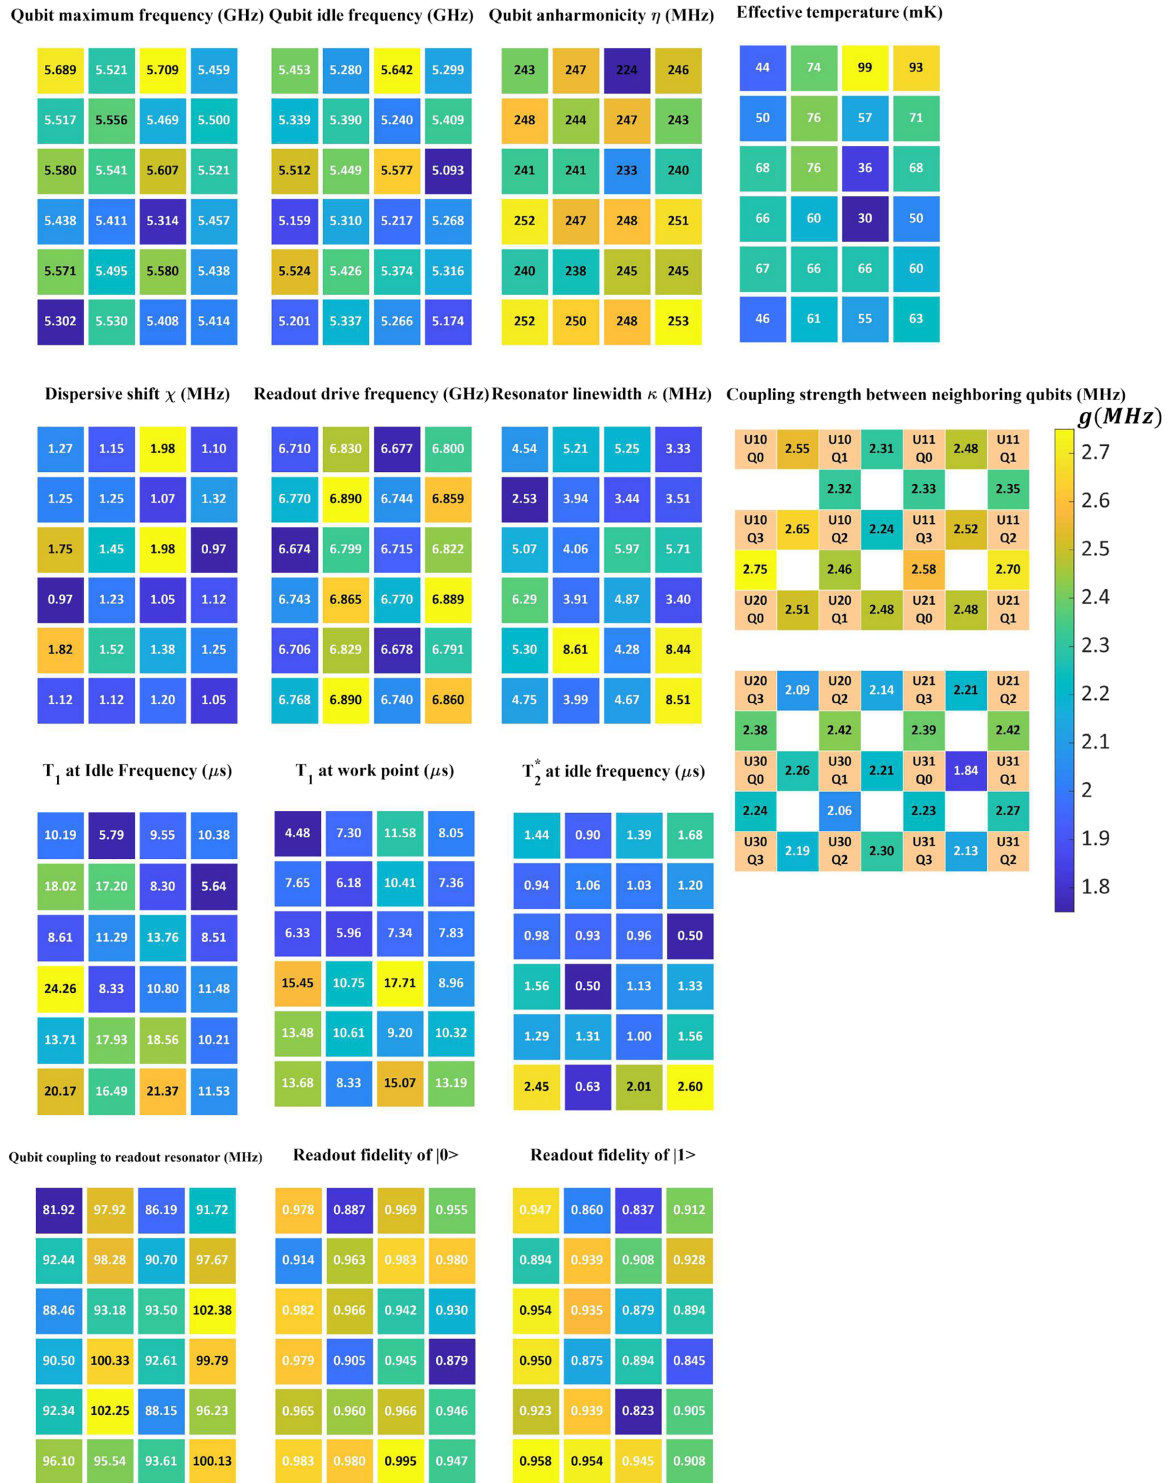 Qubit maximum frequency (GHz) Qubit idle frequency (GHz) Qubit anharmonicity η (MHz) Effective temperature (mK)
5.689 5.521 5.709 5.459 5.453 5.280 5.642 5.299 243 247 224 246 44 74 99 93
5.517 5.556 5.469 5.500 5.339 5.390 5.240 5.409 248 244 247 243 50 76 57 71
5.580 5.541 5.607 5.521 5.512 5.449 5.577 5.093 241 241 233 240 68 76 36 68
5.438 5.411 5.314 5.457 5.159 5.310 5.217 5.268 252 247 248 251 66 60 30 50
5.571 5.495 5.580 5.438 5.524 5.426 5.374 5.316 240 238 245 245 67 66 66 60
5.302 5.530 5.408 5.414 5.201 5.337 5.266 5.174 252 250 248 253 46 61 55 63
Dispersive shift χ (MHz) Readout drive frequency (GHz) Resonator linewidth κ (MHz)
1.27 1.15 1.98 1.10 6.710 6.830 6.677 6.800 4.54 5.21 5.25 3.33
1.25 1.25 1.07 1.32 6.770 6.890 6.744 6.859 2.53 3.94 3.44 3.51
1.75 1.45 1.98 0.97 6.674 6.799 6.715 6.822 5.07 4.06 5.97 5.71
0.97 1.23 1.05 1.12 6.743 6.865 6.770 6.889 6.29 3.91 4.87 3.40
1.82 1.52 1.38 1.25 6.706 6.829 6.678 6.791 5.30 8.61 4.28 8.44
1.12 1.12 1.20 1.05 6.768 6.890 6.740 6.860 4.75 3.99 4.67 8.51
Coupling strength between neighboring qubits (MHz)
g(MHz)
U10 Q0 2.55 U10 Q1 2.31 U11 Q0 2.48 U11 Q1
2.32 2.33 2.35
U10 Q3 2.65 U10 Q2 2.24 U11 Q3 2.52 U11 Q2
2.75 2.46 2.58 2.70
U20 Q0 2.51 U20 Q1 2.48 U21 Q0 2.48 U21 Q1
U20 Q3 2.09 U20 Q2 2.14 U21 Q3 2.21 U21 Q2
2.38 2.42 2.39 2.42
U30 Q0 2.26 U30 Q1 2.21 U31 Q0 1.84 U31 Q1
2.24 2.06 2.23 2.27
U30 Q3 2.19 U30 Q2 2.30 U31 Q3 2.13 U31 Q2
2.7
2.6
2.5
2.4
2.3
2.2
2.1
2
1.9
1.8
T1 at Idle Frequency (μs) T1 at work point (μs) T2* at idle frequency (μs)
10.19 5.79 9.55 10.38 4.48 7.30 11.58 8.05 1.44 0.90 1.39 1.68
18.02 17.20 8.30 5.64 7.65 6.18 10.41 7.36 0.94 1.06 1.03 1.20
8.61 11.29 13.76 8.51 6.33 5.96 7.34 7.83 0.98 0.93 0.96 0.50
24.26 8.33 10.80 11.48 15.45 10.75 17.71 8.96 1.56 0.50 1.13 1.33
13.71 17.93 18.56 10.21 13.48 10.61 9.20 10.32 1.29 1.31 1.00 1.56
20.17 16.49 21.37 11.53 13.68 8.33 15.07 13.19 2.45 0.63 2.01 2.60
Qubit coupling to readout resonator (MHz) Readout fidelity of |0> Readout fidelity of |1>
81.92 97.92 86.19 91.72 0.978 0.887 0.969 0.955 0.947 0.860 0.837 0.912
92.44 98.28 90.70 97.67 0.914 0.963 0.983 0.980 0.894 0.939 0.908 0.928
88.46 93.18 93.50 102.38 0.982 0.966 0.942 0.930 0.954 0.935 0.879 0.894
90.50 100.33 92.61 99.79 0.979 0.905 0.945 0.879 0.950 0.875 0.894 0.845
92.34 102.25 88.15 96.23 0.965 0.960 0.966 0.946 0.923 0.939 0.823 0.905
96.10 95.54 93.61 100.13 0.983 0.980 0.995 0.947 0.958 0.954 0.945 0.908